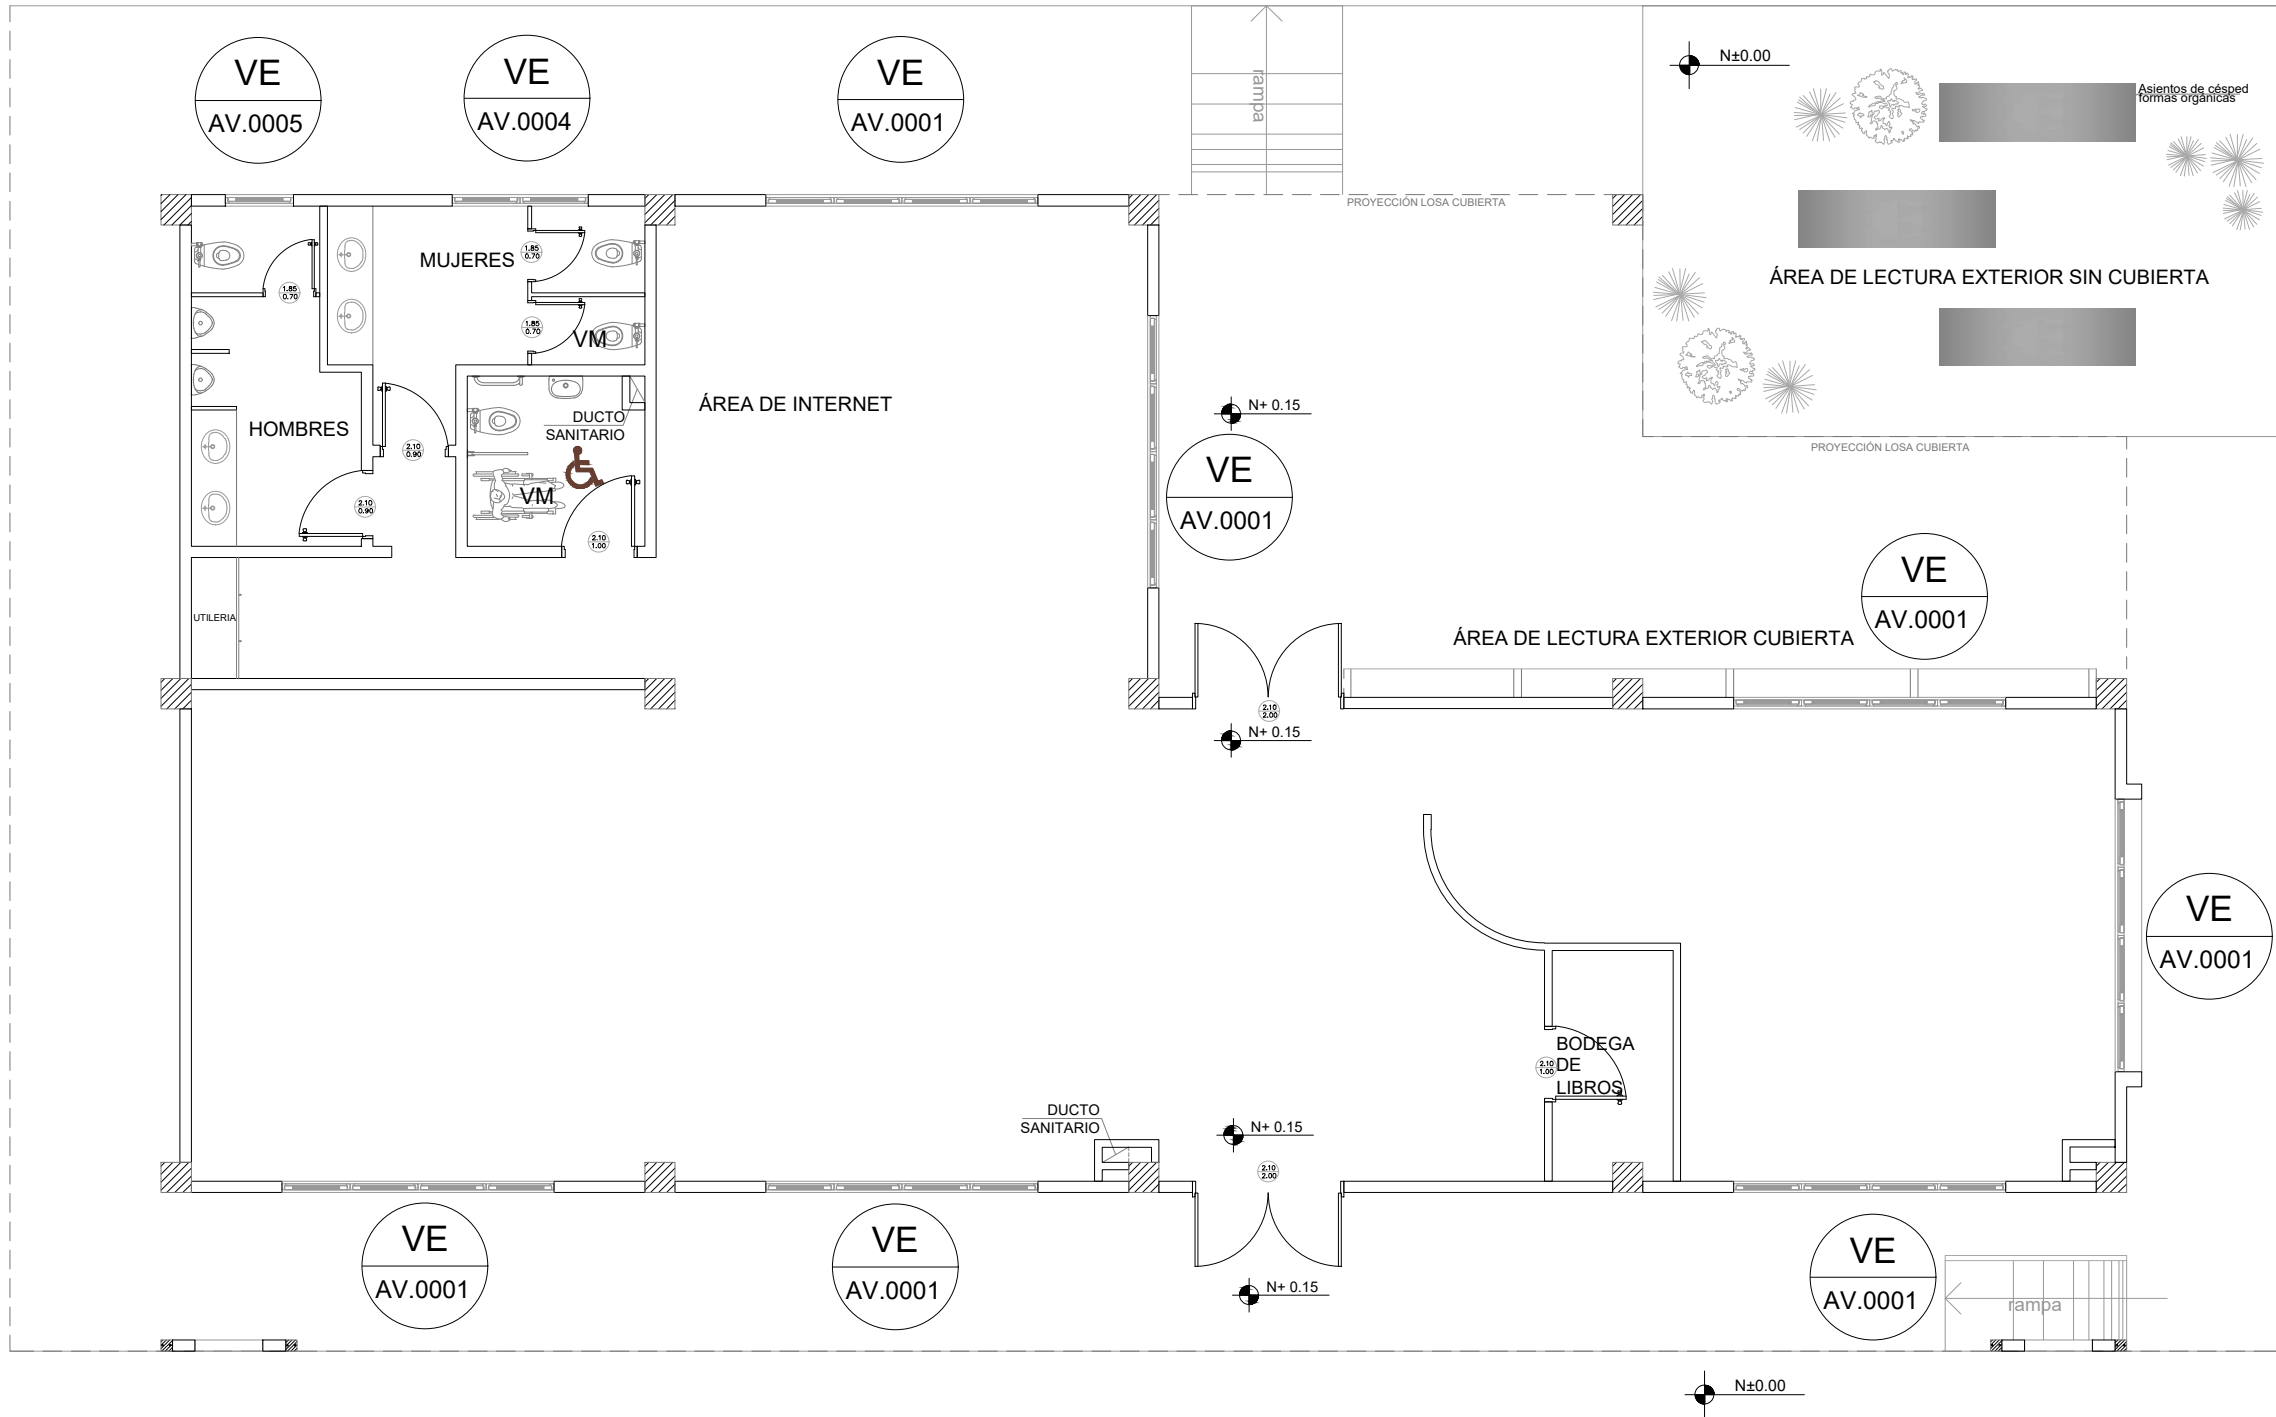 VE
AV.0005
VE
AV.0004
VE
AV.0001
rampa
N±0.00
Asientos de césped
formas orgánicas
PROYECCIÓN LOSA CUBIERTA
MUJERES
1.85
0.70
1.85
0.70
1.85
0.70
VM
ÁREA DE LECTURA EXTERIOR SIN CUBIERTA
ÁREA DE INTERNET
N+ 0.15
DUCTO
SANITARIO
HOMBRES
2.10
0.90
PROYECCIÓN LOSA CUBIERTA
VE
AV.0001
VM
2.10
0.90
2.10
1.00
VE
AV.0001
UTILERIA
ÁREA DE LECTURA EXTERIOR CUBIERTA
2.10
2.00
N+ 0.15
VE
AV.0001
BODEGA
DE
LIBROS
2.10
1.00
DUCTO
SANITARIO
N+ 0.15
2.10
2.00
VE
AV.0001
VE
AV.0001
N+ 0.15
VE
AV.0001
rampa
N±0.00